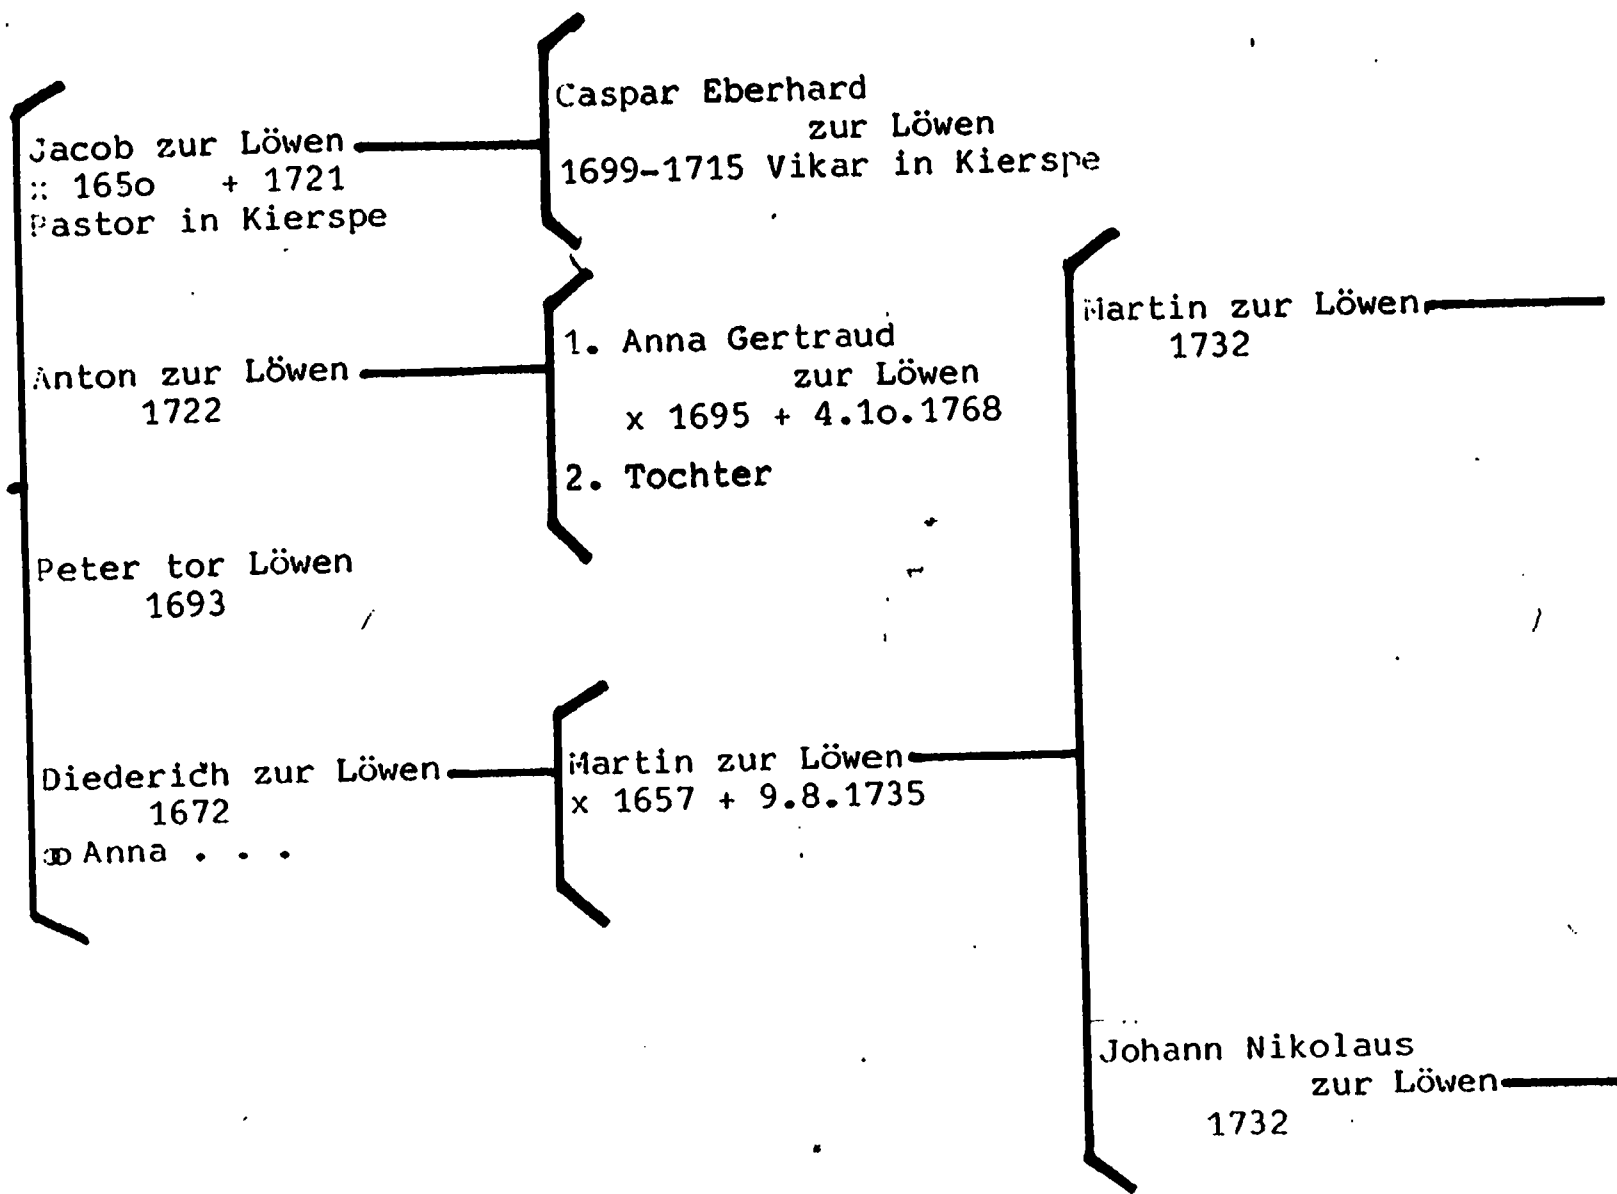 Jacob zur Löwen
:: 165o + 1721
Pastor in Kierspe
Caspar Eberhard
zur Löwen
1699-1715 Vikar in Kierspe
Anton zur Löwen
1722
1. Anna Gertraud
zur Löwen
x 1695 + 4.1o.1768
2. Tochter
Peter tor Löwen
1693
Diederich zur Löwen
1672
ꝏ Anna . . .
Martin zur Löwen
x 1657 + 9.8.1735
Martin zur Löwen
1732
Johann Nikolaus
zur Löwen
1732